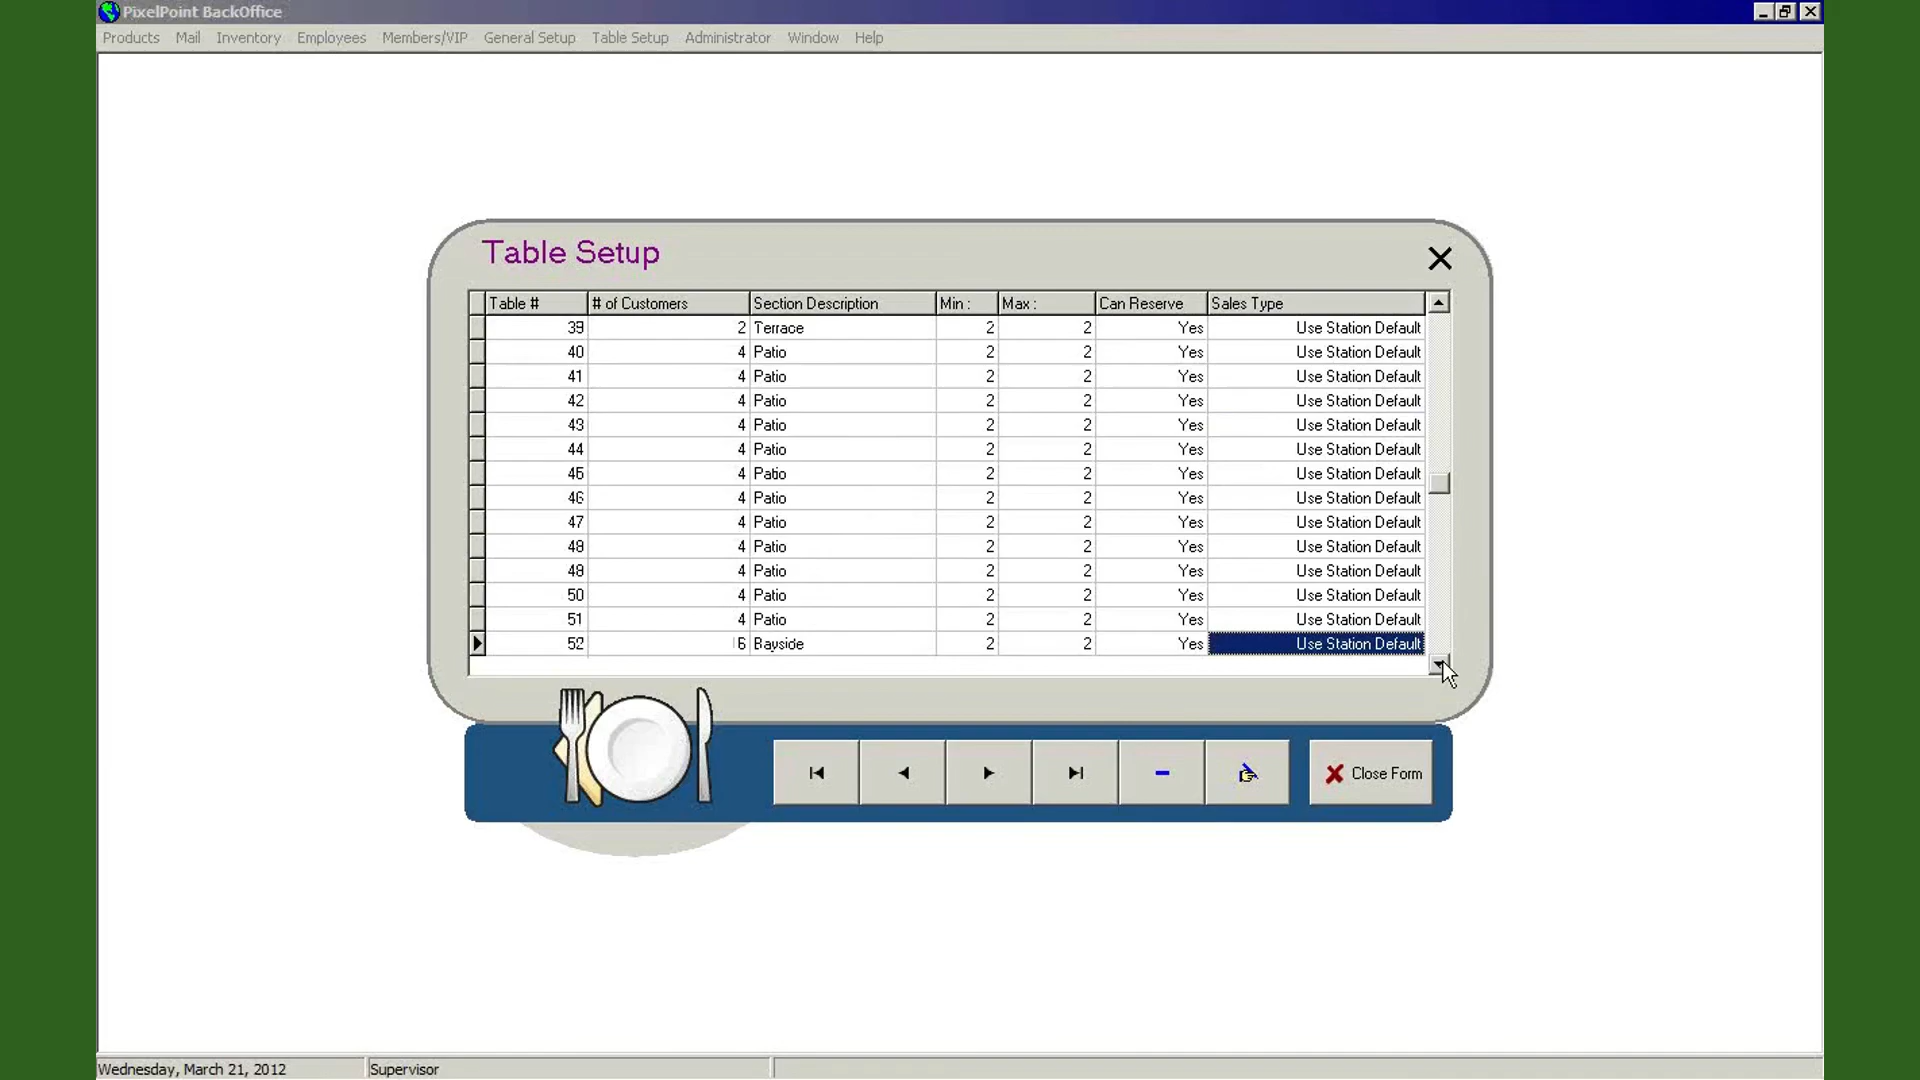 PixelPoint BackOffice
Products Mail Inventory Employees Members/VIP General Setup Table Setup Administrator Window Help
Table Setup
Table # # of Customers Section Description Min : Max : Can Reserve Sales Type
39 2 Terrace 2 2 Yes Use Station Default
40 4 Patio 2 2 Yes Use Station Default
41 4 Patio 2 2 Yes Use Station Default
42 4 Patio 2 2 Yes Use Station Default
43 4 Patio 2 2 Yes Use Station Default
44 4 Patio 2 2 Yes Use Station Default
45 4 Patio 2 2 Yes Use Station Default
46 4 Patio 2 2 Yes Use Station Default
47 4 Patio 2 2 Yes Use Station Default
48 4 Patio 2 2 Yes Use Station Default
49 4 Patio 2 2 Yes Use Station Default
50 4 Patio 2 2 Yes Use Station Default
51 4 Patio 2 2 Yes Use Station Default
52 6 Bayside 2 2 Yes Use Station Default
Close Form
Wednesday, March 21, 2012 Supervisor